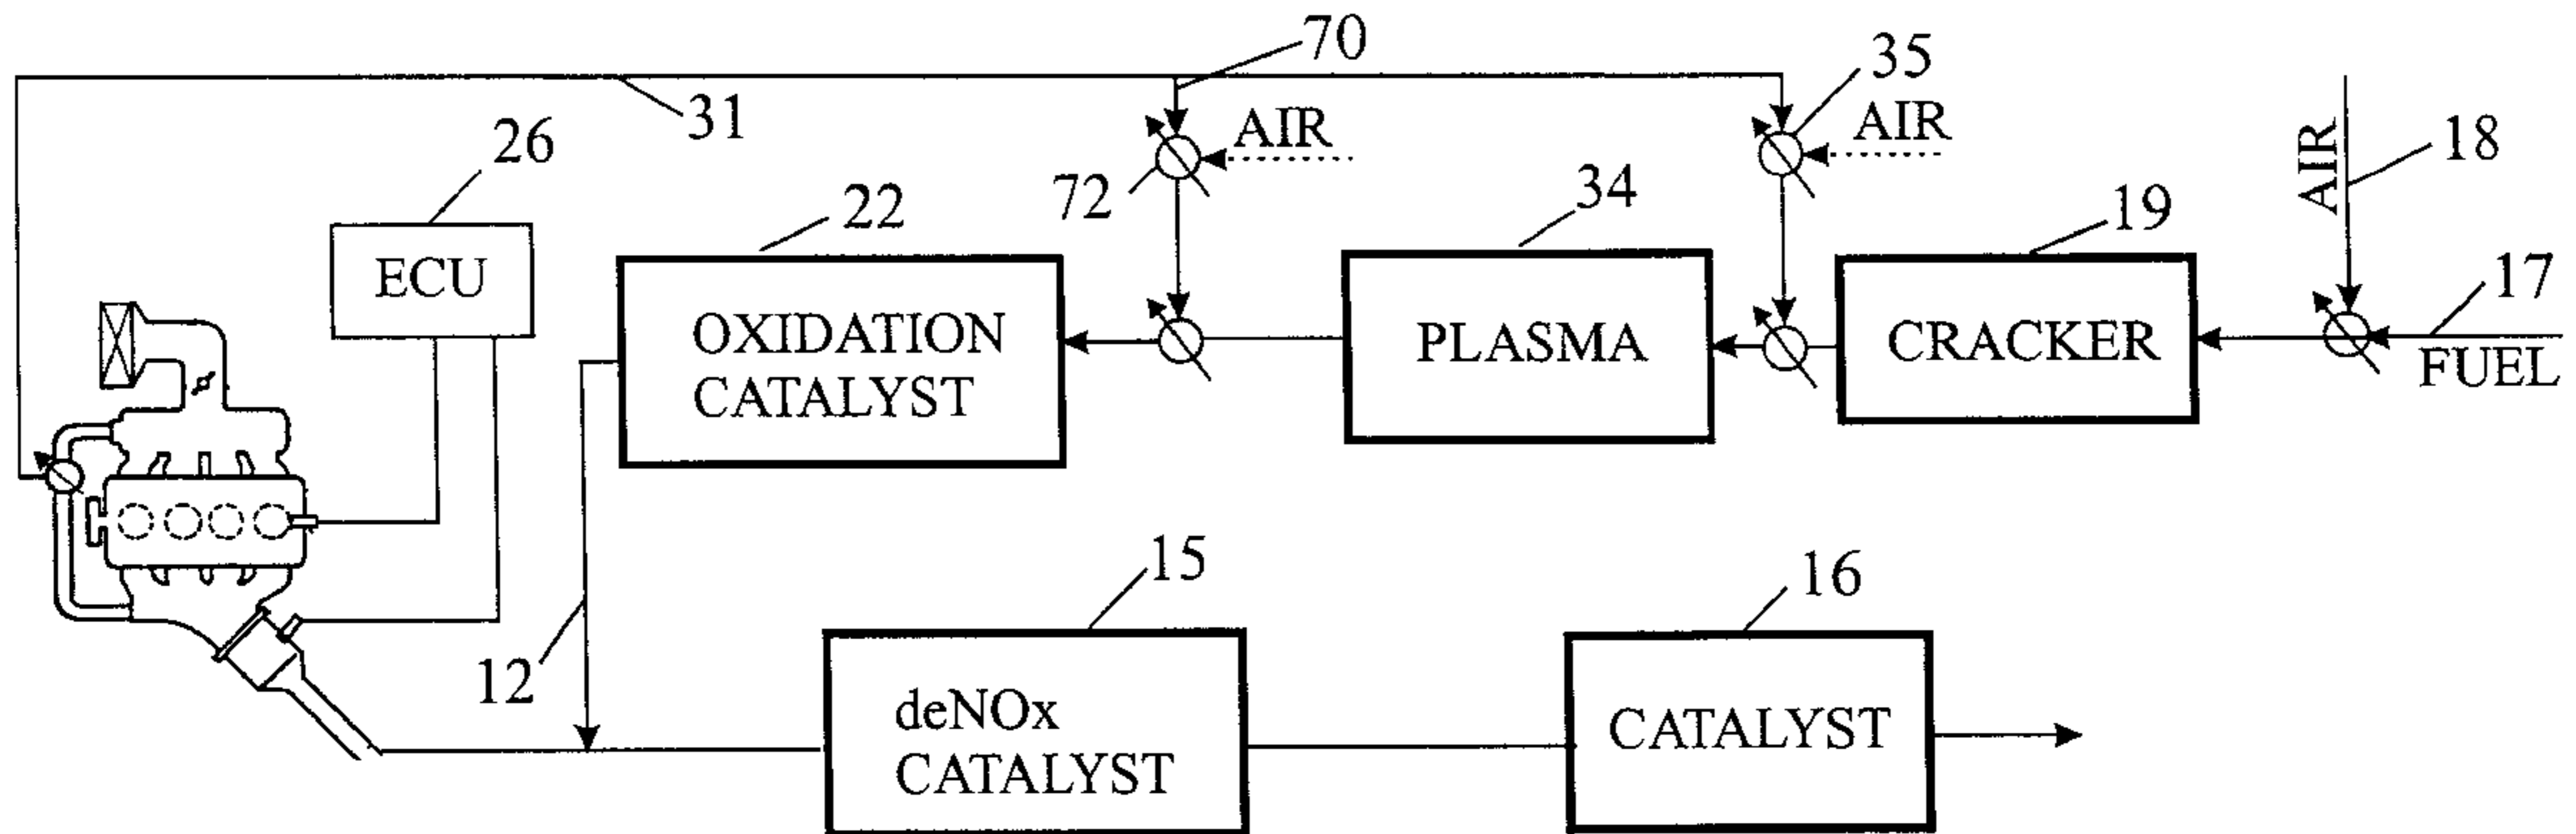 70
35
31
AIR
AIR
AIR
18
26
72
22
34
19
ECU
17
OXIDATION
CATALYST
PLASMA
CRACKER
FUEL
12
15
16
deNOx
CATALYST
CATALYST